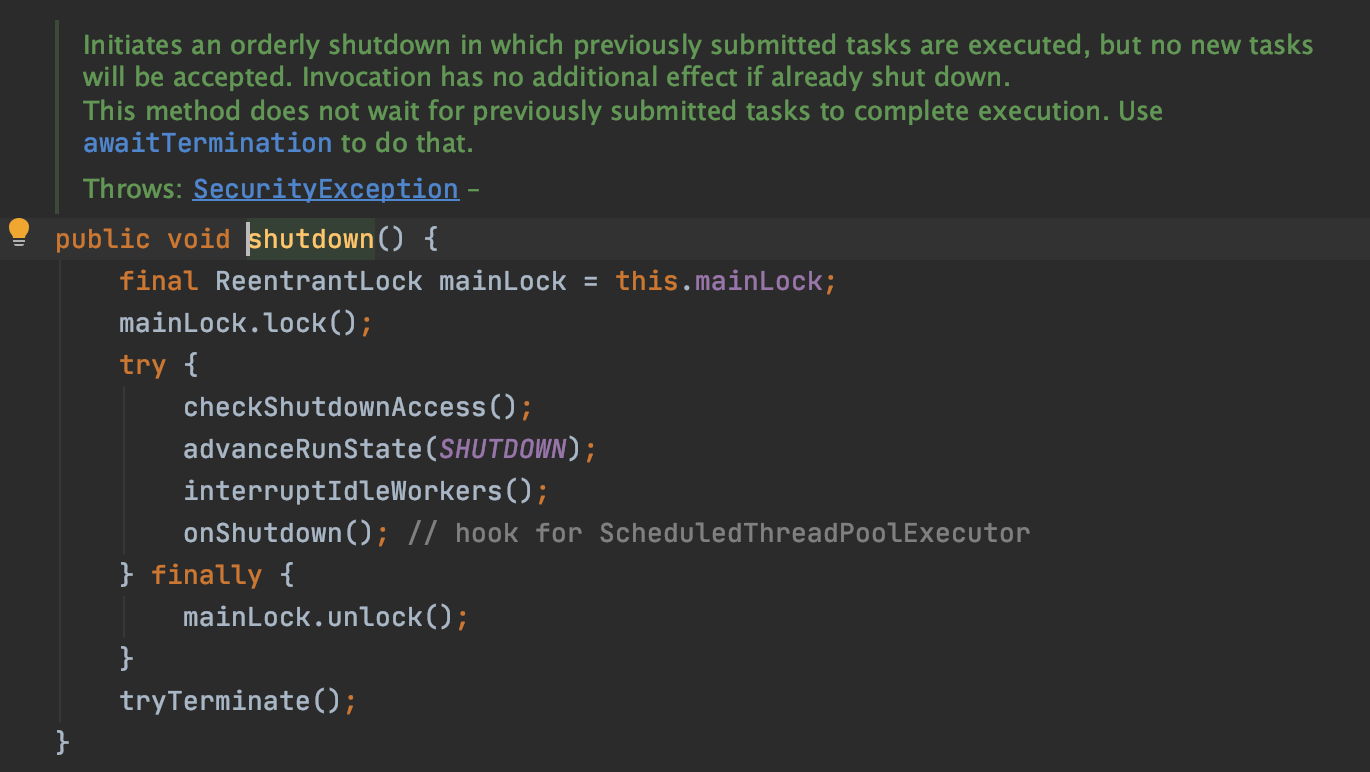 Initiates an orderly shutdown in which previously submitted tasks are executed, but no new tasks
will be accepted. Invocation has no additional effect if already shut down.
This method does not wait for previously submitted tasks to complete execution. Use
awaitTermination to do that.
Throws: SecurityException –
public void shutdown() {
    final ReentrantLock mainLock = this.mainLock;
    mainLock.lock();
    try {
        checkShutdownAccess();
        advanceRunState(SHUTDOWN);
        interruptIdleWorkers();
        onShutdown(); // hook for ScheduledThreadPoolExecutor
    } finally {
        mainLock.unlock();
    }
    tryTerminate();
}